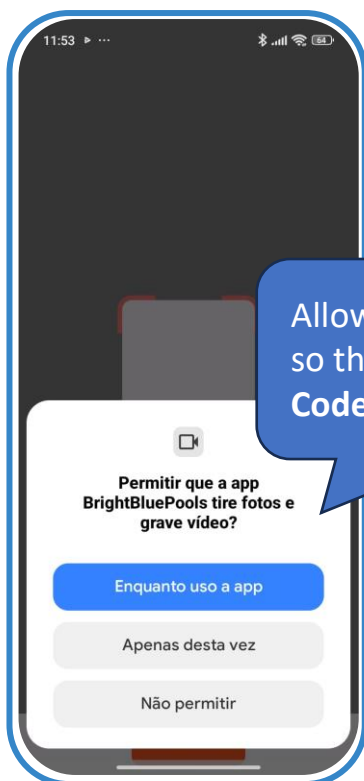 11:53
64
Allow
so th
Code
Permitir que a app
BrightBluePools tire fotos e
grave vídeo?
Enquanto uso a app
Apenas desta vez
Não permitir